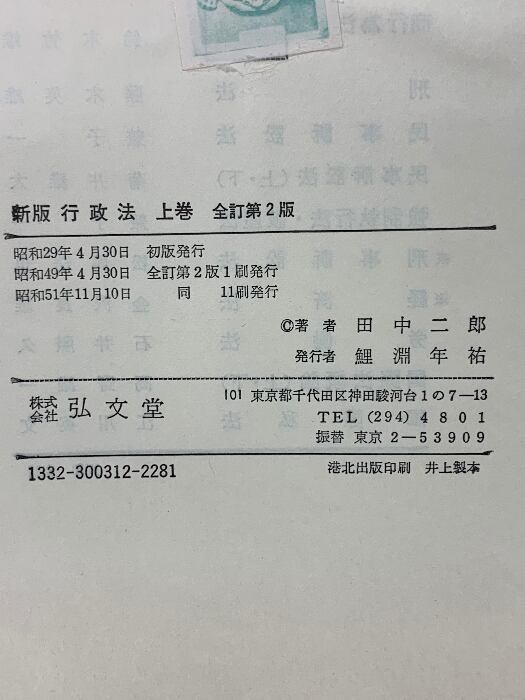 新版 行政法 上巻 全訂第2版
昭和29年4月30日 初版発行
昭和49年4月30日 全訂第2版1刷発行
昭和51年11月10日 同 11刷発行
©著者 田中二郎
発行者 鯉淵年祐
株式会社 弘文堂
101 東京都千代田区神田駿河台1の7—13
TEL(294)4801
振替 東京2—53909
1332-300312-2281
港北出版印刷 井上製本